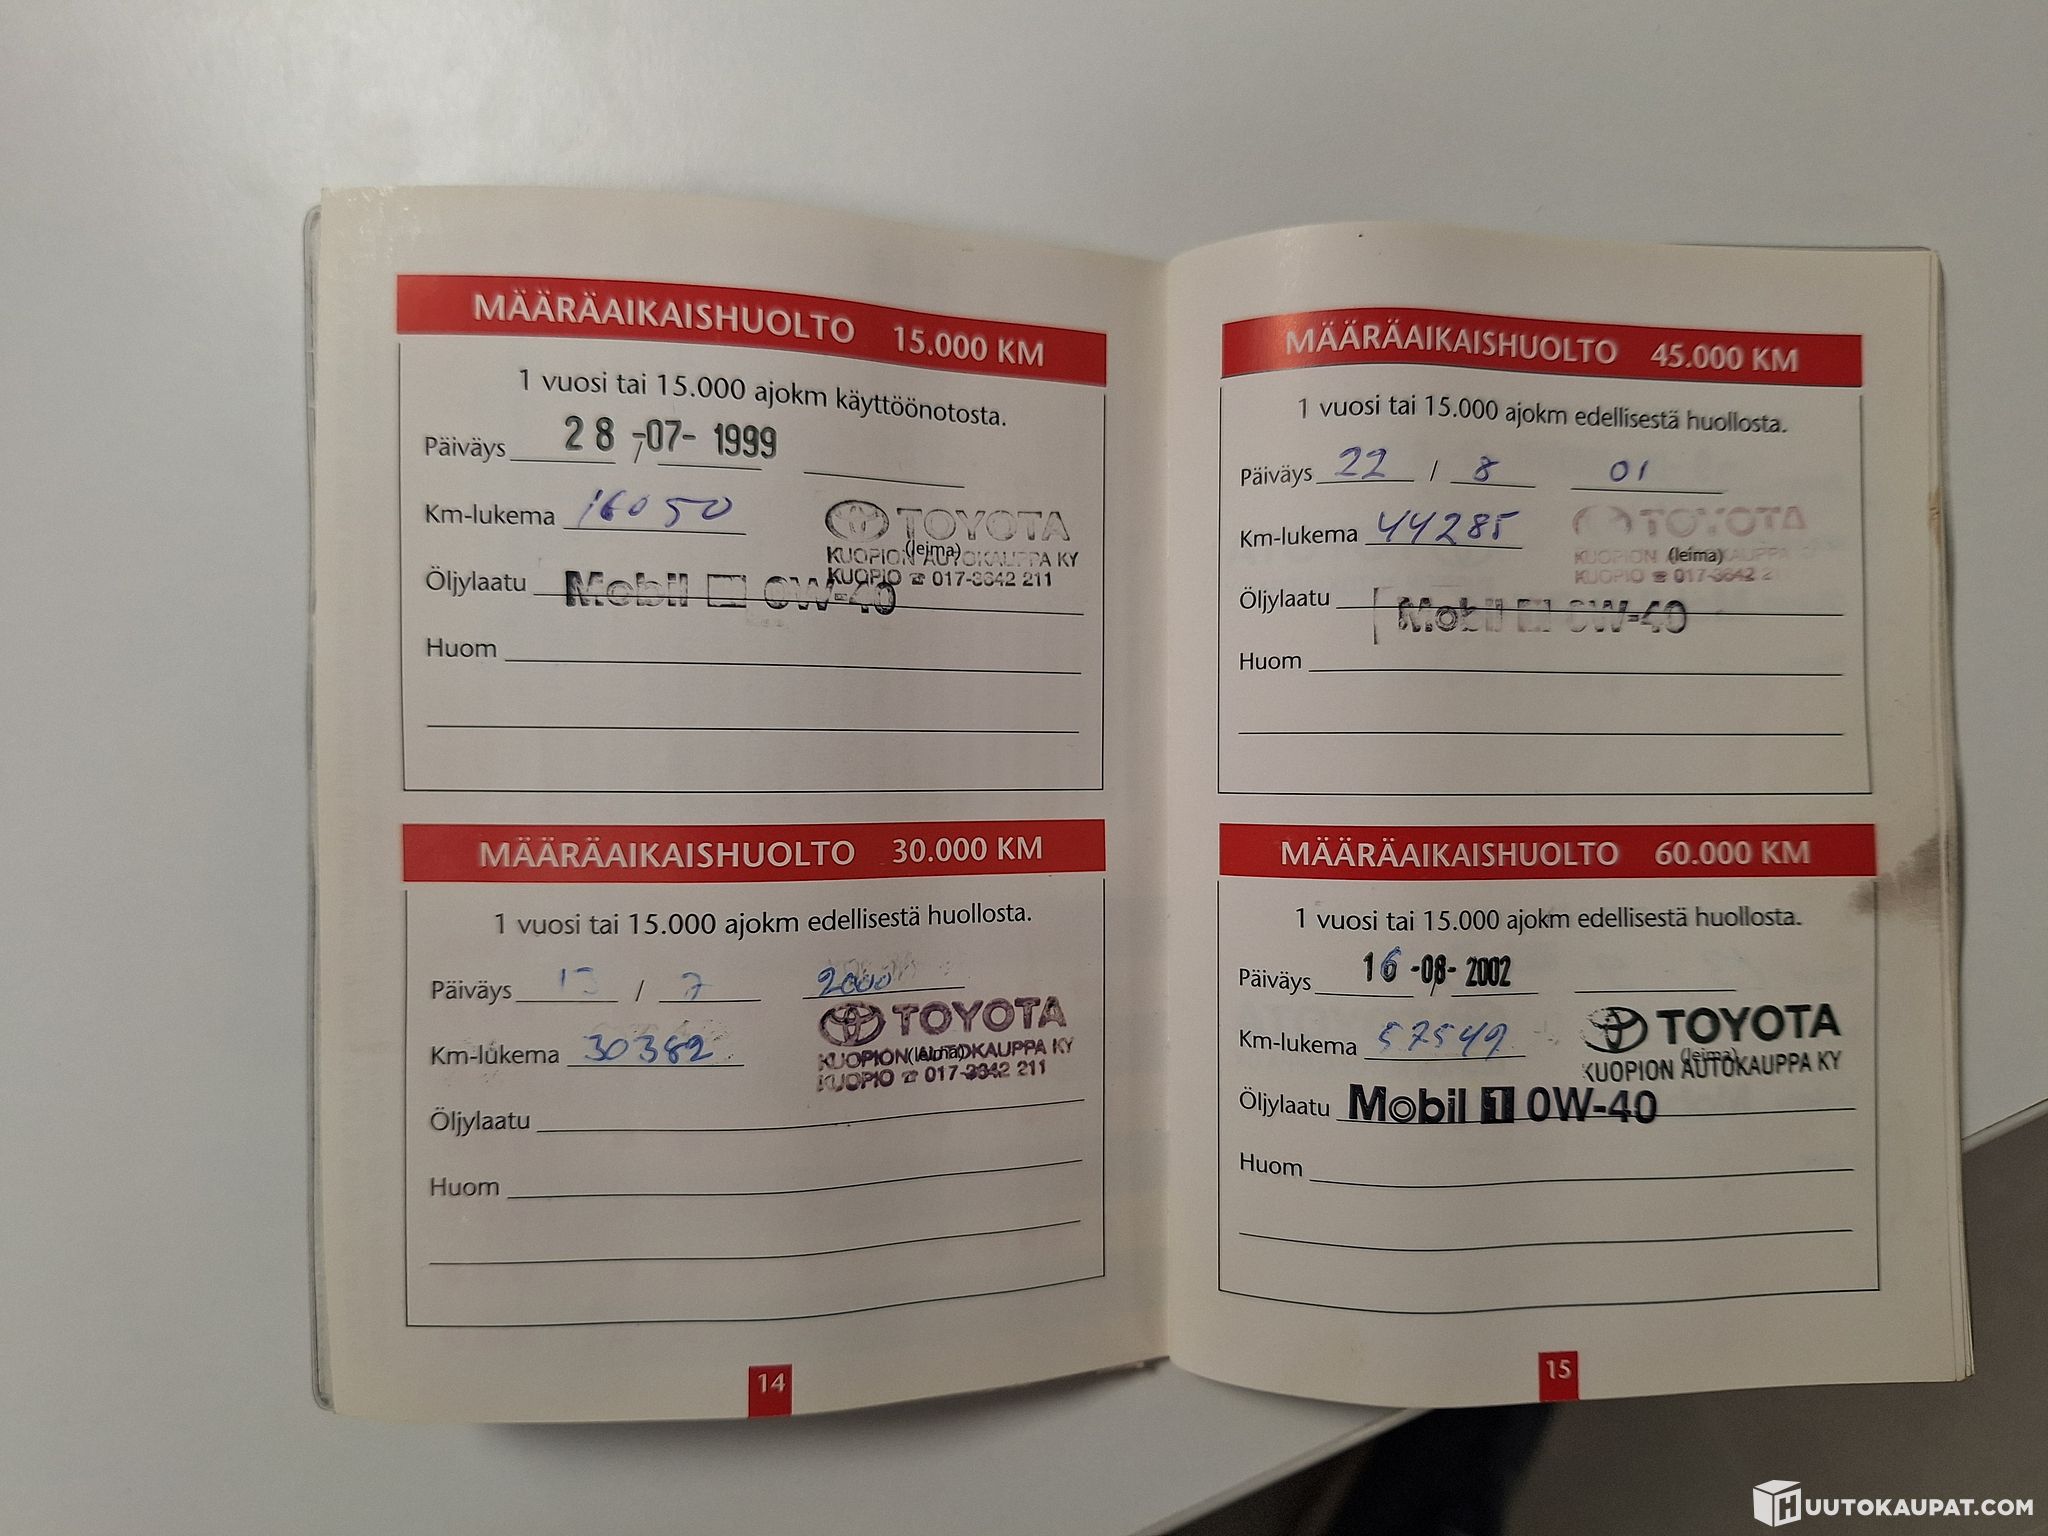 MÄÄRÄAIKAISHUOLTO 15.000 KM
1 vuosi tai 15.000 ajokm käyttöönotosta.
Päiväys 28 -07- 1999 /
Km-lukema 16050
TOYOTA
(leima)
KUOPION AUTOKAUPPA KY
KUOPIO ☎ 017-3642 211
Öljylaatu Mobil 1 0W-40
Huom
MÄÄRÄAIKAISHUOLTO 30.000 KM
1 vuosi tai 15.000 ajokm edellisestä huollosta.
Päiväys / 7 2000
Km-lukema 30382
TOYOTA
(leima)
KUOPION AUTOKAUPPA KY
KUOPIO ☎ 017-3642 211
Öljylaatu
Huom
14
MÄÄRÄAIKAISHUOLTO 45.000 KM
1 vuosi tai 15.000 ajokm edellisestä huollosta.
Päiväys 22 / 8 01
Km-lukema 44285
TOYOTA
(leima)
KUOPION AUTOKAUPPA
KUOPIO ☎ 017-3642 2
Öljylaatu Mobil 1 0W-40
Huom
MÄÄRÄAIKAISHUOLTO 60.000 KM
1 vuosi tai 15.000 ajokm edellisestä huollosta.
Päiväys 16 -08- 2002 /
Km-lukema 57549
TOYOTA
(leima)
KUOPION AUTOKAUPPA KY
Öljylaatu Mobil 1 0W-40
Huom
15
HUUTOKAUPAT.COM